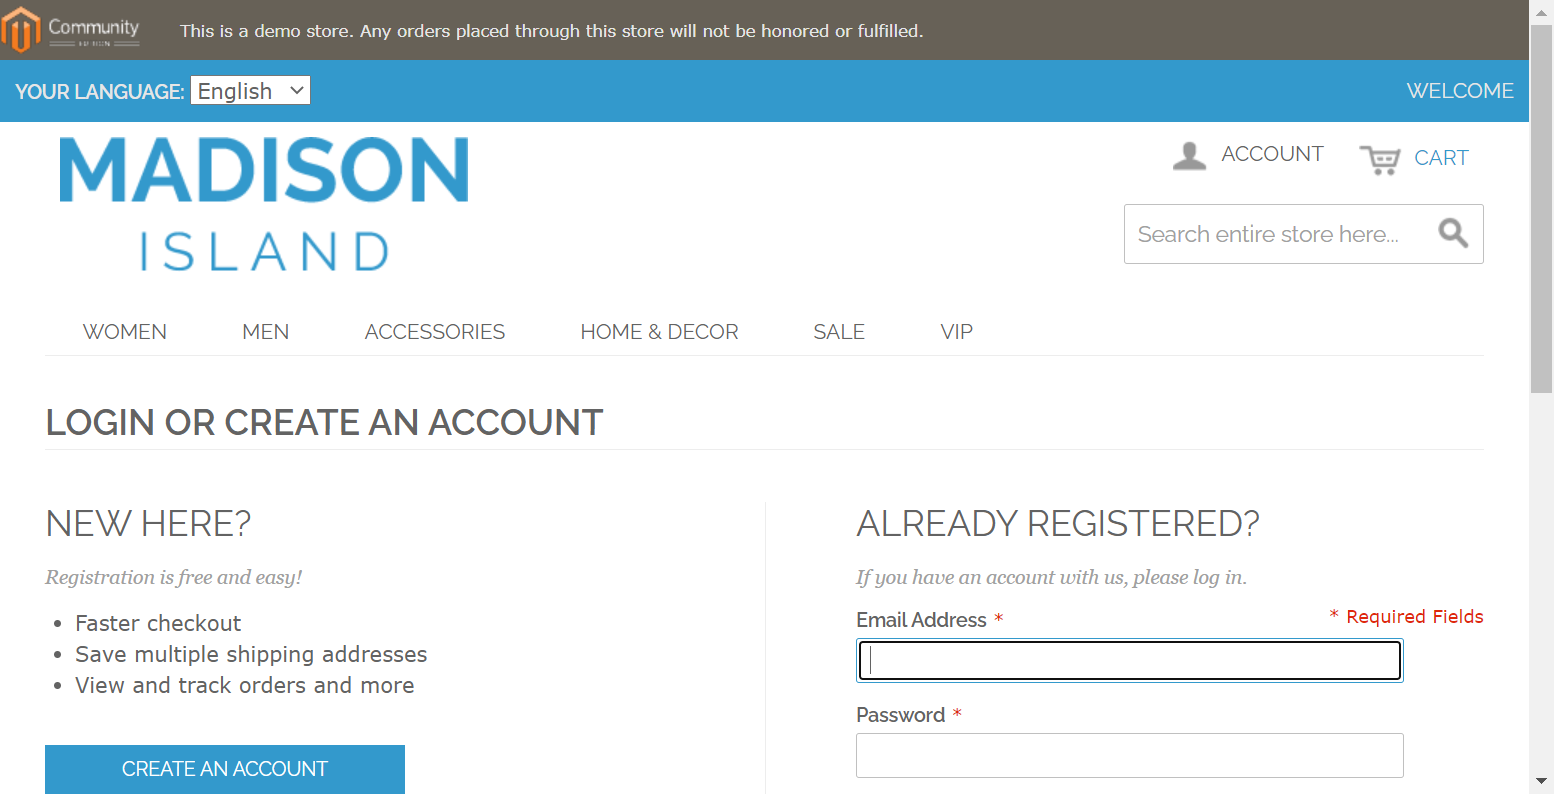 Community
EDITION
This is a demo store. Any orders placed through this store will not be honored or fulfilled.
YOUR LANGUAGE: English
WELCOME
MADISON
ISLAND
ACCOUNT
CART
Search entire store here...
WOMEN
MEN
ACCESSORIES
HOME & DECOR
SALE
VIP
LOGIN OR CREATE AN ACCOUNT
NEW HERE?
Registration is free and easy!
• Faster checkout
• Save multiple shipping addresses
• View and track orders and more
CREATE AN ACCOUNT
ALREADY REGISTERED?
If you have an account with us, please log in.
* Required Fields
Email Address *
Password *